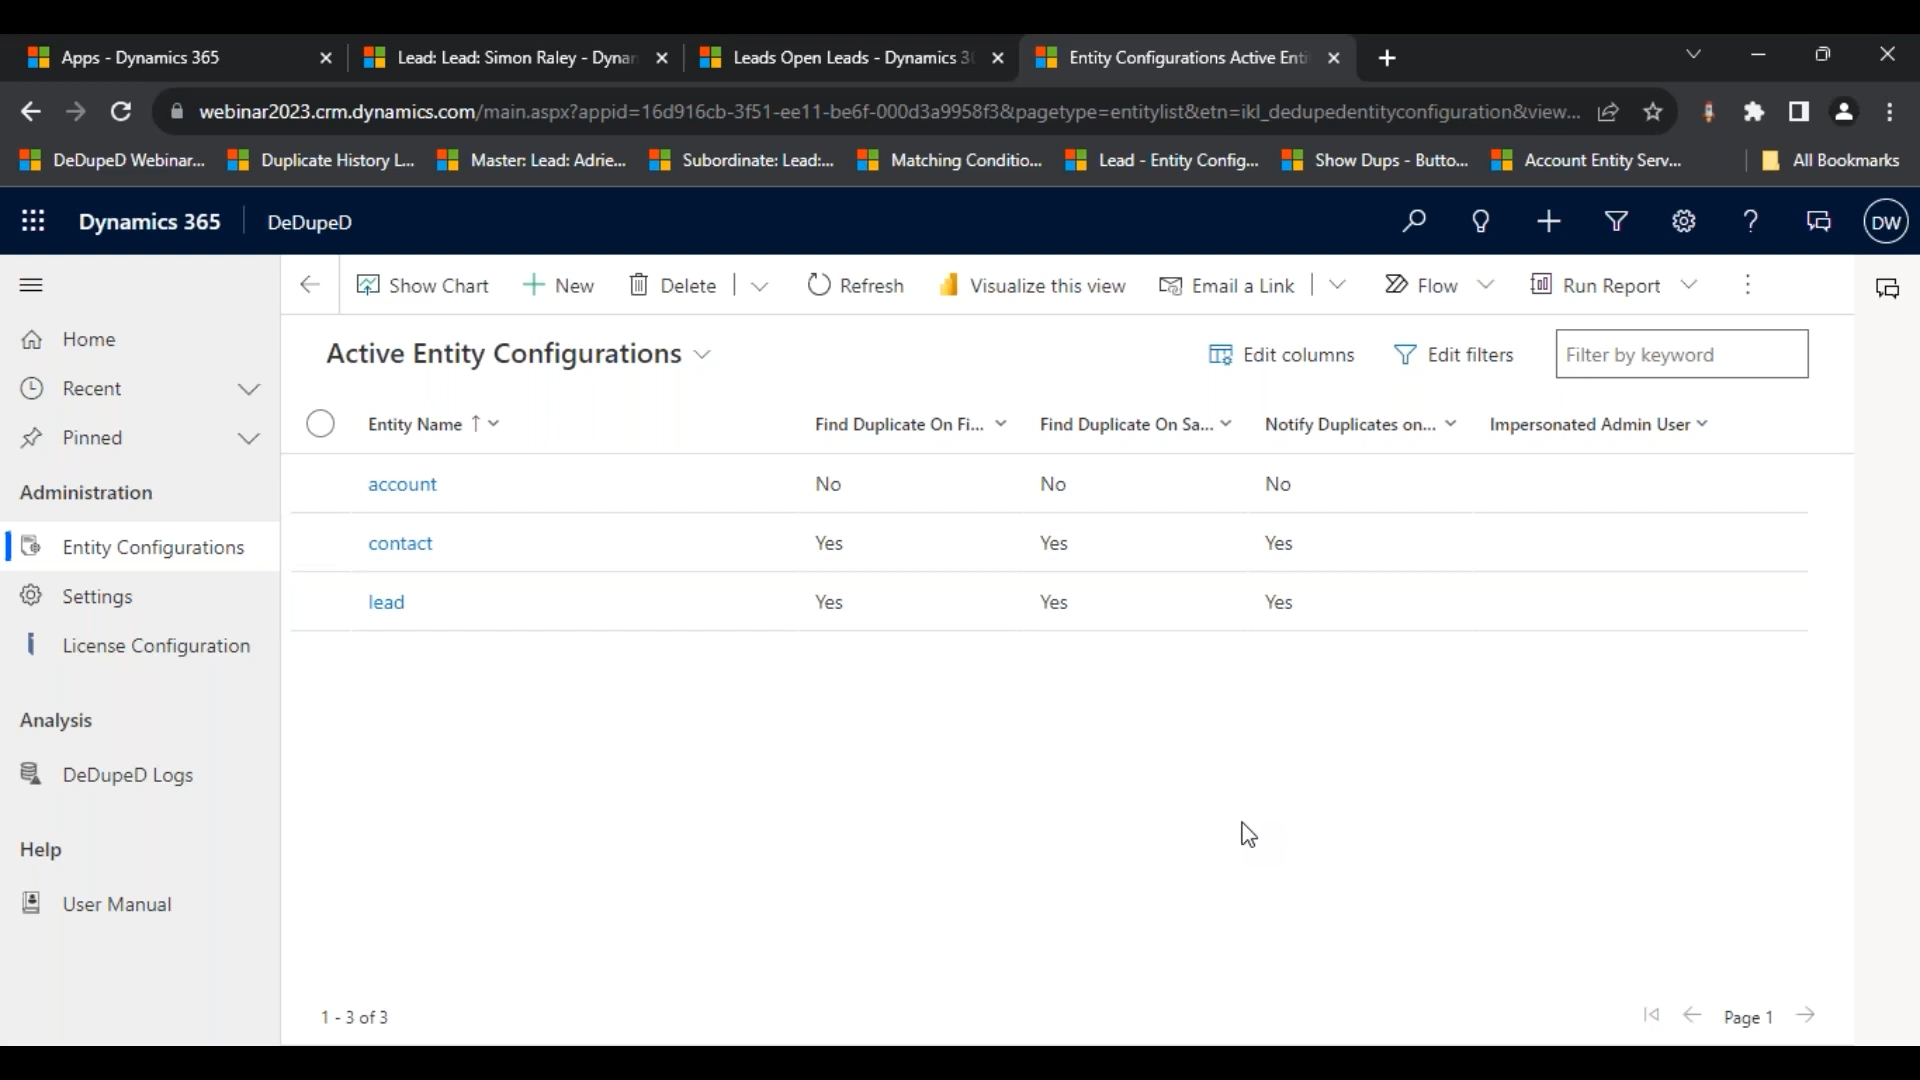 Apps - Dynamics 365
Lead: Lead: Simon Raley - Dynan
Leads Open Leads - Dynamics 36
Entity Configurations Active Enti
webinar2023.crm.dynamics.com/main.aspx?appid=16d916cb-3f51-ee11-be6f-000d3a9958f3&pagetype=entitylist&etn=ikl_dedupedentityconfiguration&view...
DeDupeD Webinar...
Duplicate History L...
Master: Lead: Adrie...
Subordinate: Lead:...
Matching Conditio...
Lead - Entity Config...
Show Dups - Butto...
Account Entity Serv...
All Bookmarks
Dynamics 365
DeDupeD
DW
Show Chart
New
Delete
Refresh
Visualize this view
Email a Link
Flow
Run Report
Home
Recent
Pinned
Administration
Entity Configurations
Settings
License Configuration
Analysis
DeDupeD Logs
Help
User Manual
Active Entity Configurations
Edit columns
Edit filters
Filter by keyword
Entity Name
Find Duplicate On Fi...
Find Duplicate On Sa...
Notify Duplicates on...
Impersonated Admin User
account No No No
contact Yes Yes Yes
lead Yes Yes Yes
1 - 3 of 3
Page 1